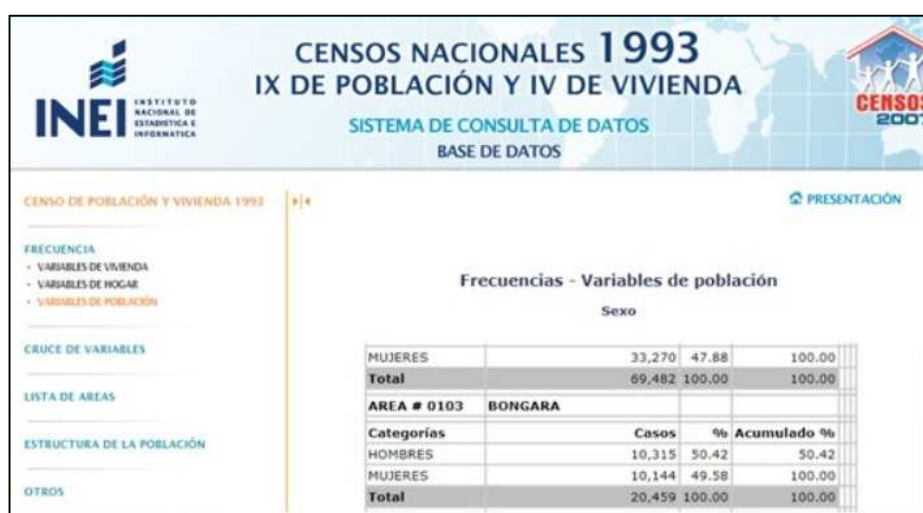 CENSOS NACIONALES 1993
IX DE POBLACIÓN Y IV DE VIVIENDA
SISTEMA DE CONSULTA DE DATOS
BASE DE DATOS
INEI
INSTITUTO
NACIONAL DE
ESTADISTICA E
INFORMATICA
CENSOS
2007
CENSO DE POBLACIÓN Y VIVIENDA 1993
PRESENTACIÓN
FRECUENCIA
- VARIABLES DE VIVIENDA
- VARIABLES DE HOGAR
- VARIABLES DE POBLACIÓN
CRUCE DE VARIABLES
LISTA DE AREAS
ESTRUCTURA DE LA POBLACIÓN
OTROS
Frecuencias - Variables de población
Sexo
MUJERES 33,270 47.88 100.00
Total 69,482 100.00 100.00
AREA # 0103 BONGARA
Categorías Casos % Acumulado %
HOMBRES 10,315 50.42 50.42
MUJERES 10,144 49.58 100.00
Total 20,459 100.00 100.00